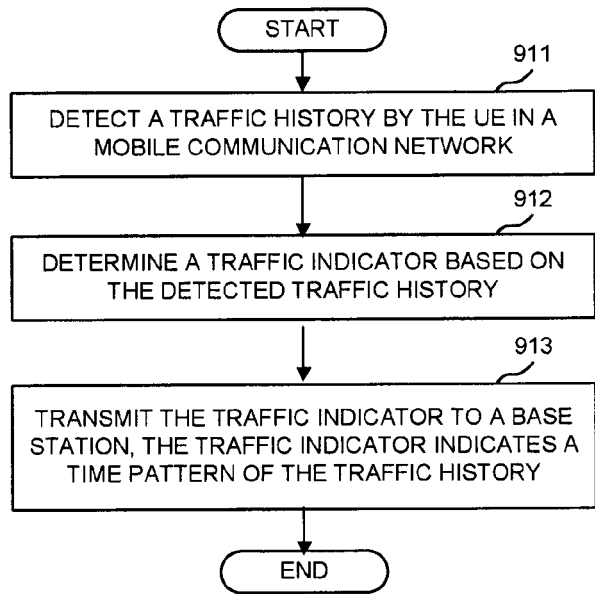 START
911
DETECT A TRAFFIC HISTORY BY THE UE IN A
MOBILE COMMUNICATION NETWORK
912
DETERMINE A TRAFFIC INDICATOR BASED ON
THE DETECTED TRAFFIC HISTORY
913
TRANSMIT THE TRAFFIC INDICATOR TO A BASE
STATION, THE TRAFFIC INDICATOR INDICATES A
TIME PATTERN OF THE TRAFFIC HISTORY
END